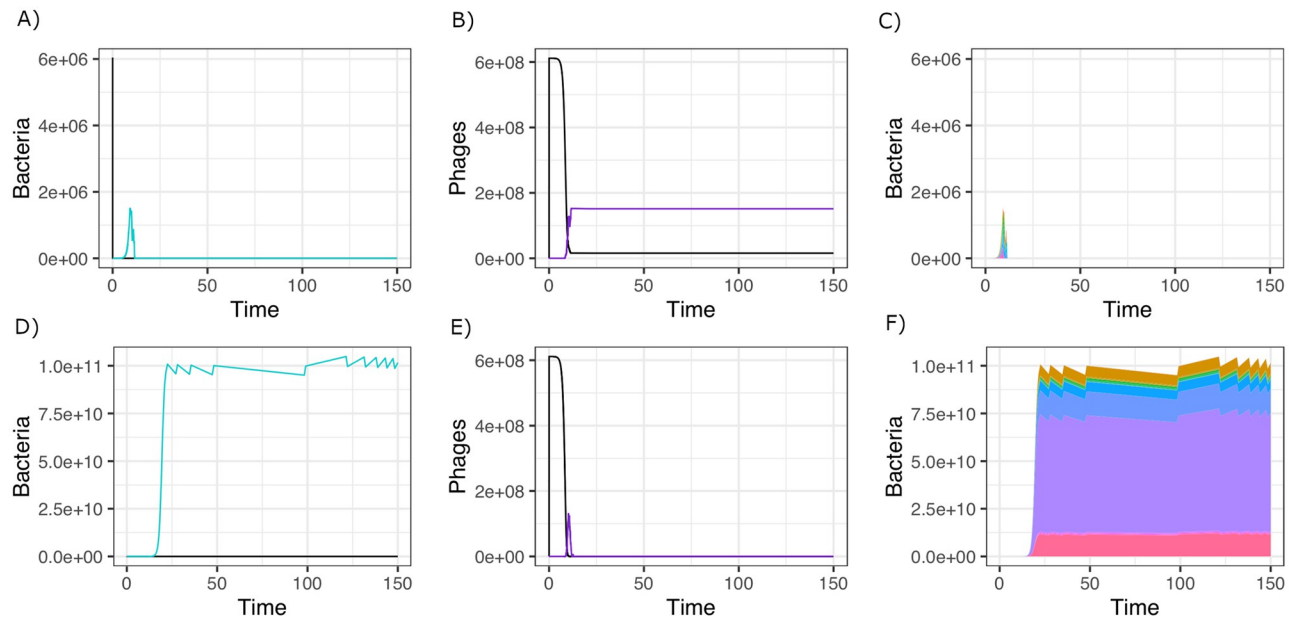 A)
B)
C)
6e+06
4e+06
2e+06
0e+00
Bacteria
0
50
100
150
Time
6e+08
4e+08
2e+08
0e+00
Phages
0
50
100
150
Time
6e+06
4e+06
2e+06
0e+00
Bacteria
0
50
100
150
Time
D)
E)
F)
1.0e+11
7.5e+10
5.0e+10
2.5e+10
0.0e+00
Bacteria
0
50
100
150
Time
6e+08
4e+08
2e+08
0e+00
Phages
0
50
100
150
Time
1.0e+11
7.5e+10
5.0e+10
2.5e+10
0.0e+00
Bacteria
0
50
100
150
Time